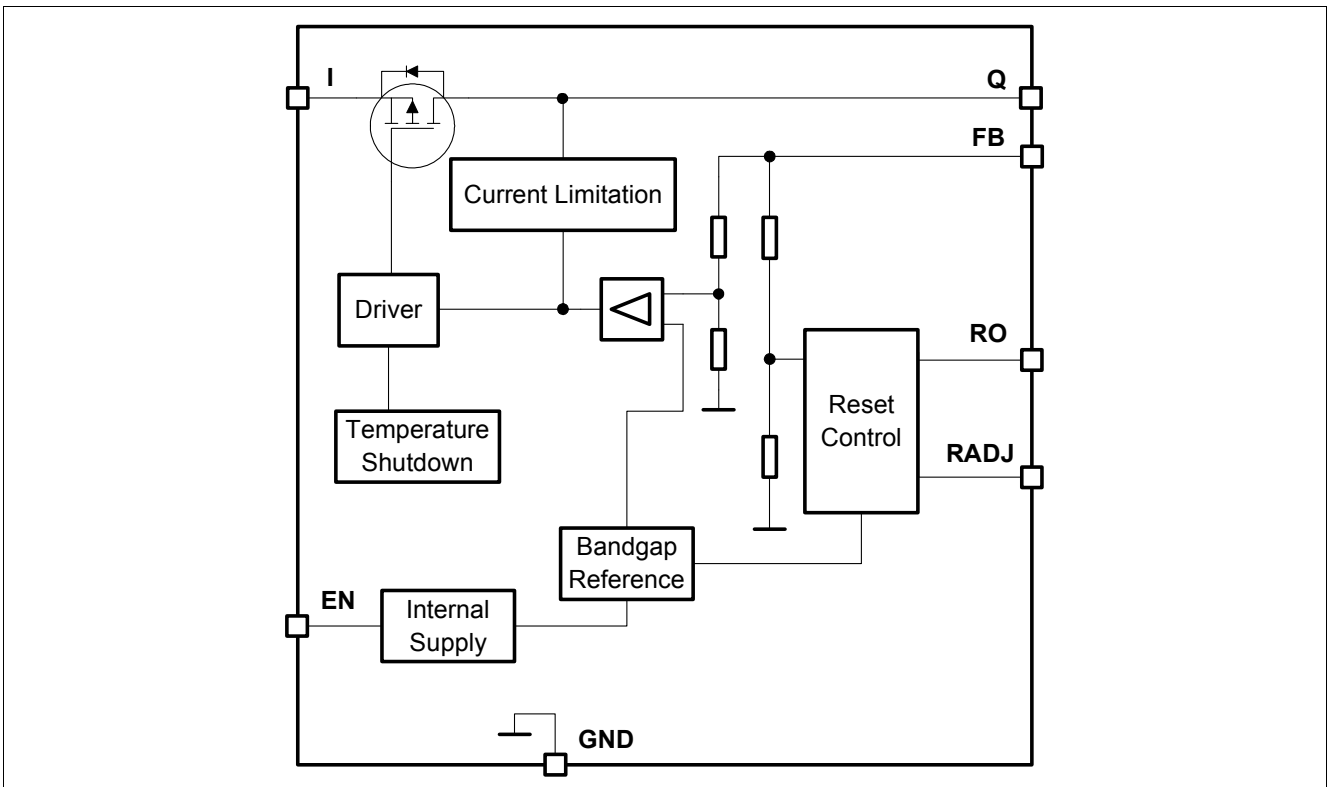 I
Q
FB
Current Limitation
Driver
RO
Reset
Control
Temperature
Shutdown
RADJ
Bandgap
Reference
EN
Internal
Supply
GND